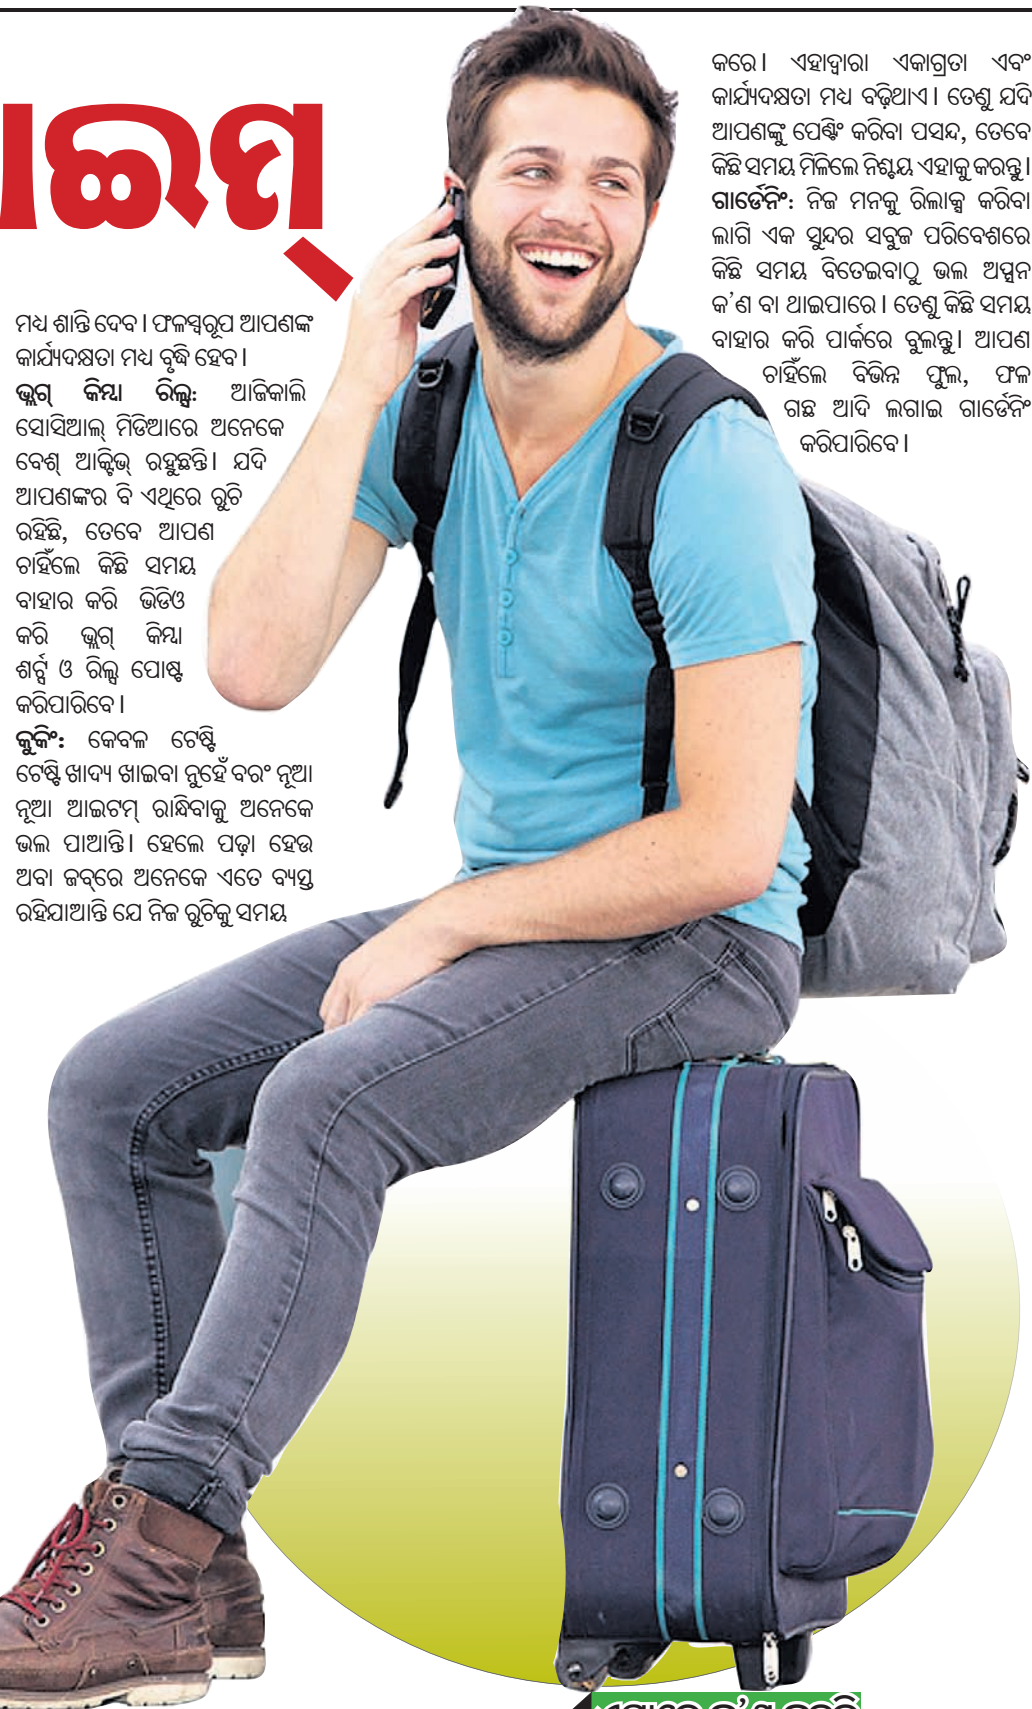 ମଧ୍ୟ ଶାନ୍ତି ଦେବ। ଫଳସ୍ୱରୂପ ଆପଣଙ୍କ
କାର୍ଯ୍ୟଦକ୍ଷତା ମଧ୍ୟ ବୃଦ୍ଧି ହେବ।
ଭ୍ଲଗ୍ କିମ୍ବା ରିଲ୍ସ: ଆଜିକାଲି
ସୋସିଆଲ୍ ମିଡିଆରେ ଅନେକେ
ବେଶ୍ ଆକ୍ଟିଭ୍ ରହୁଛନ୍ତି। ଯଦି
ଆପଣଙ୍କର ବି ଏଥିରେ ରୁଚି
ରହିଛି, ତେବେ ଆପଣ
ଚାହିଁଲେ କିଛି ସମୟ
ବାହାର କରି ଭିଡିଓ
କରି ଭ୍ଲଗ୍ କିମ୍ବା
ଶର୍ଟ୍ସ ଓ ରିଲ୍ସ ପୋଷ୍ଟ
କରିପାରିବେ।
କୁକିଂ: କେବଳ ଟେଷ୍ଟି
ଟେଷ୍ଟି ଖାଦ୍ୟ ଖାଇବା ନୁହେଁ ବରଂ ନୂଆ
ନୂଆ ଆଇଟମ୍ ରାନ୍ଧିବାକୁ ଅନେକେ
ଭଲ ପାଆନ୍ତି। ହେଲେ ପଢ଼ା ହେଉ
ଅବା ଜବ୍‌ରେ ଅନେକେ ଏତେ ବ୍ୟସ୍ତ
ରହିଯାଆନ୍ତି ଯେ ନିଜ ରୁଚିକୁ ସମୟ
କରେ। ଏହାଦ୍ୱାରା ଏକାଗ୍ରତା ଏବଂ
କାର୍ଯ୍ୟଦକ୍ଷତା ମଧ୍ୟ ବଢ଼ିଥାଏ। ତେଣୁ ଯଦି
ଆପଣଙ୍କୁ ପେଣ୍ଟିଂ କରିବା ପସନ୍ଦ, ତେବେ
କିଛି ସମୟ ମିଳିଲେ ନିଶ୍ଚୟ ଏହାକୁ କରନ୍ତୁ।
ଗାର୍ଡେନିଂ: ନିଜ ମନକୁ ରିଲାକ୍ସ କରିବା
ଲାଗି ଏକ ସୁନ୍ଦର ସବୁଜ ପରିବେଶରେ
କିଛି ସମୟ ବିତେଇବାଠୁ ଭଲ ଅପ୍ସନ
କ'ଣ ବା ଥାଇପାରେ। ତେଣୁ କିଛି ସମୟ
ବାହାର କରି ପାର୍କରେ ବୁଲନ୍ତୁ। ଆପଣ
ଚାହିଁଲେ ବିଭିନ୍ନ ଫୁଲ, ଫଳ
ଗଛ ଆଦି ଲଗାଇ ଗାର୍ଡେନିଂ
କରିପାରିବେ।